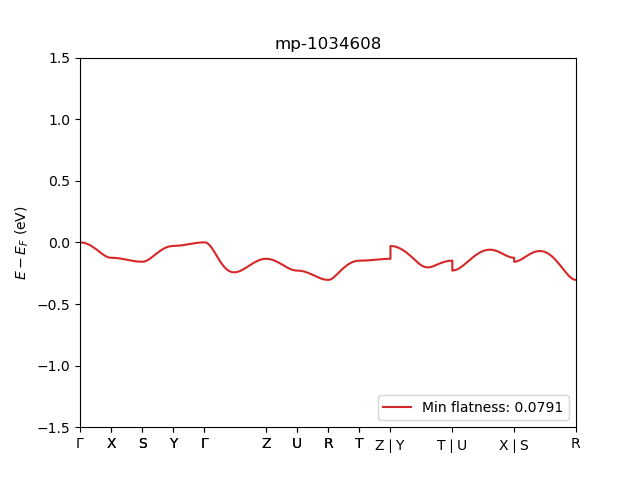 mp-1034608
E − E_F (eV)
1.5
1.0
0.5
0.0
−0.5
−1.0
−1.5
Min flatness: 0.0791
Γ X S Y Γ Z U R T Z | Y T | U X | S R